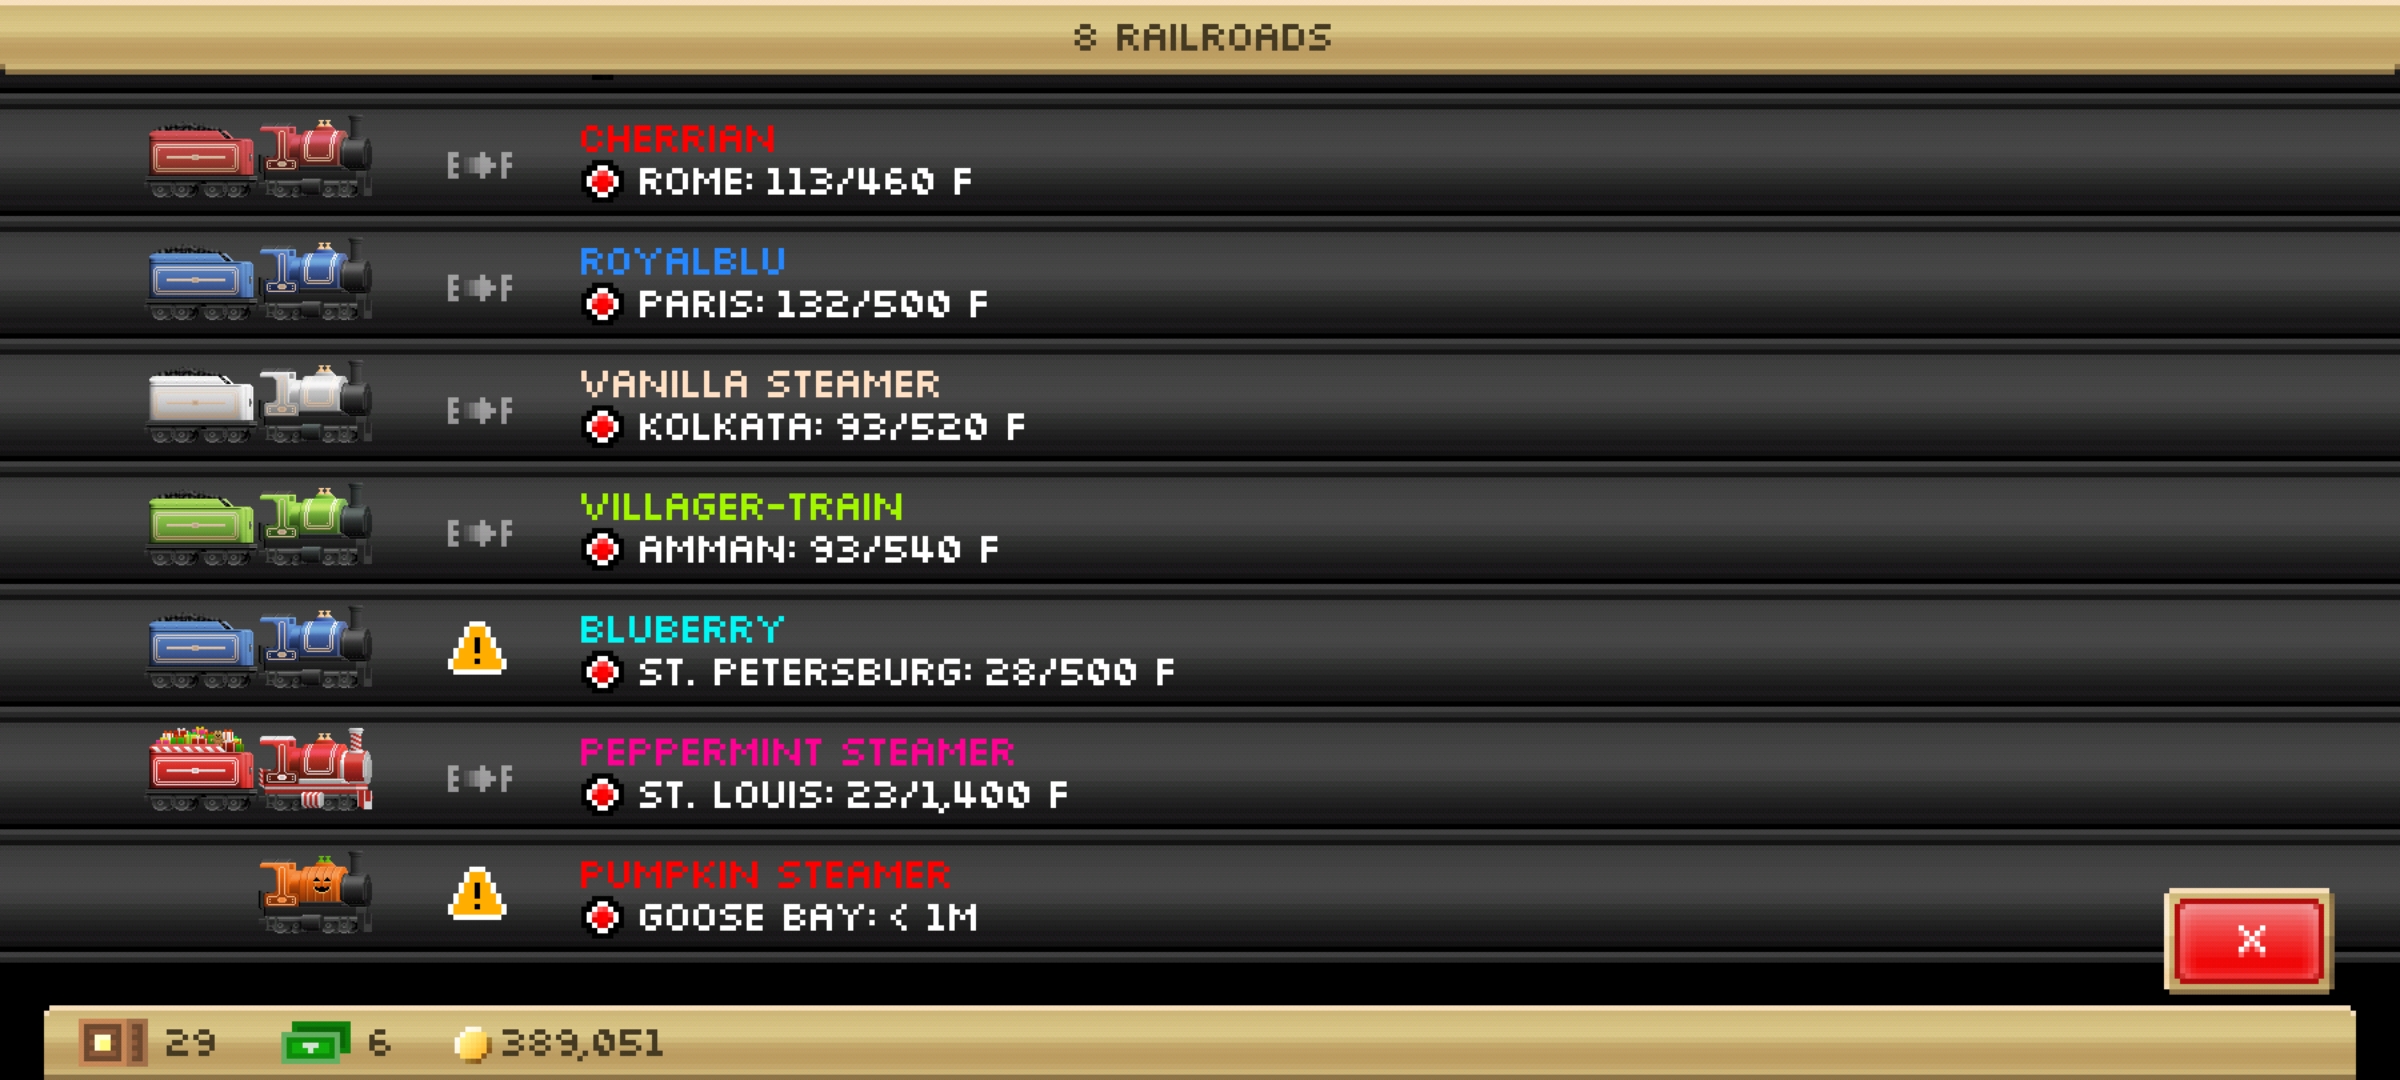 8 RAILROADS
CHERRIAN
E F
ROME: 113/460 F
ROYALBLU
E F
PARIS: 132/500 F
VANILLA STEAMER
E F
KOLKATA: 93/520 F
VILLAGER-TRAIN
E F
AMMAN: 93/540 F
BLUBERRY
!
ST. PETERSBURG: 28/500 F
PEPPERMINT STEAMER
E F
ST. LOUIS: 23/1,400 F
PUMPKIN STEAMER
!
GOOSE BAY: < 1M
X
29 6 389,051